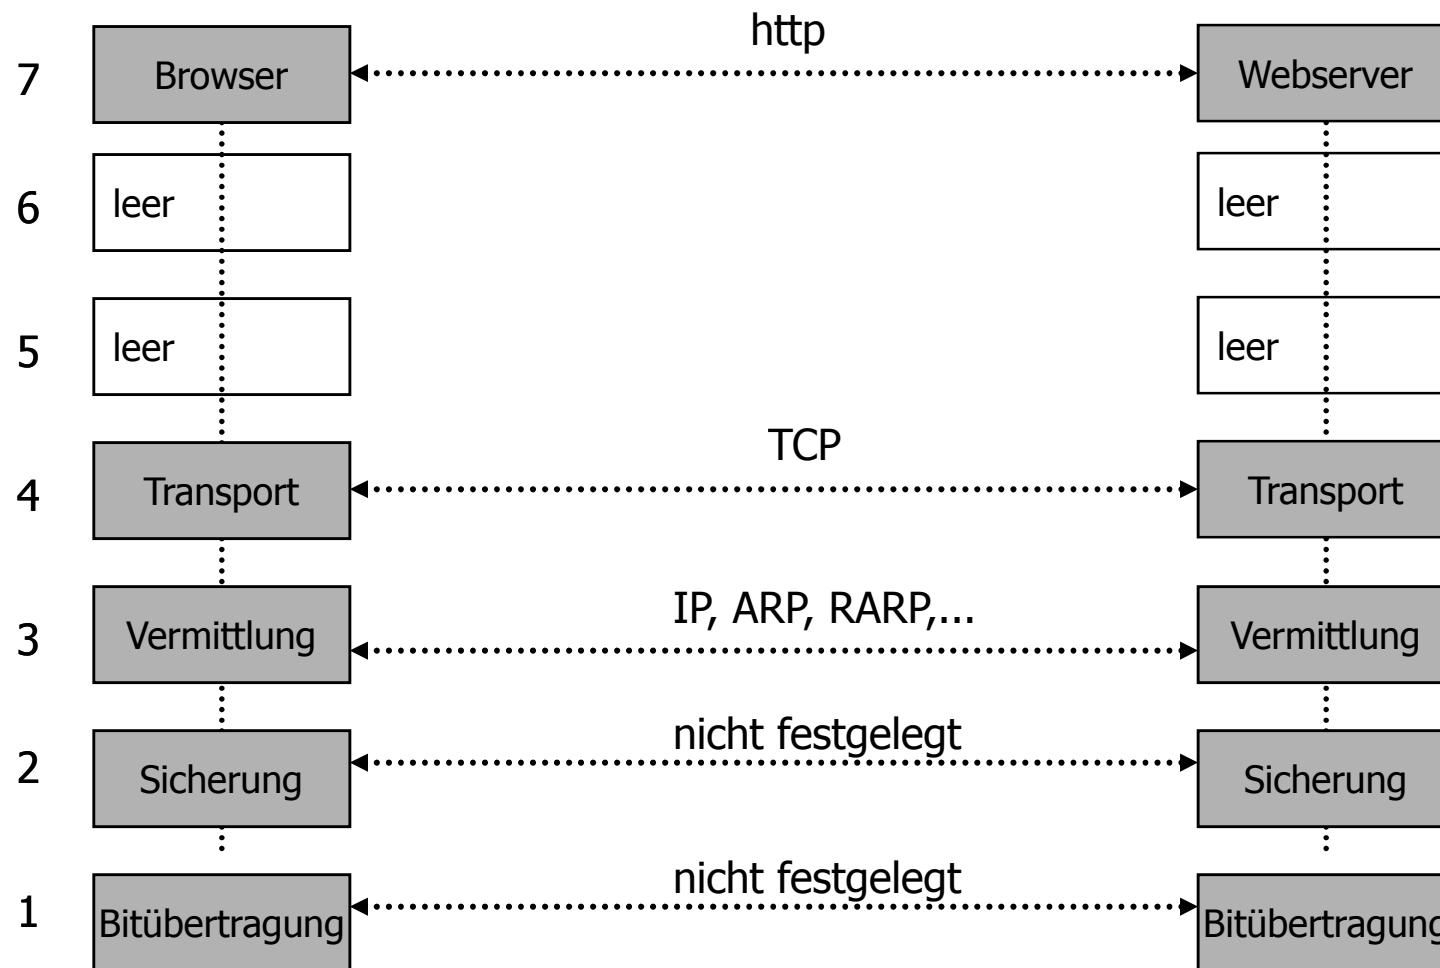 http
7 Browser Webserver
6 leer leer
5 leer leer
TCP
4 Transport Transport
IP, ARP, RARP,...
3 Vermittlung Vermittlung
nicht festgelegt
2 Sicherung Sicherung
nicht festgelegt
1 Bitübertragung Bitübertragung